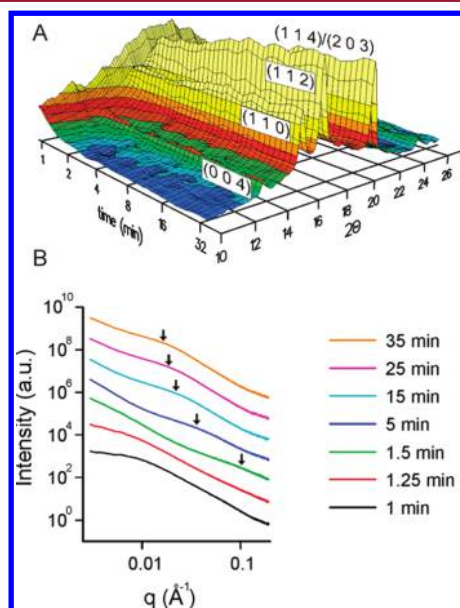 A
(1 1 4)/(2 0 3)
(1 1 2)
(1 1 0)
(0 0 4)
1
2
4
8
16
32
time (min)
10
12
14
16
18
20
22
24
26
2Θ
B
Intensity (a.u.)
10^10
10^8
10^6
10^4
10^2
10^0
0.01
0.1
q (Å^-1)
35 min
25 min
15 min
5 min
1.5 min
1.25 min
1 min